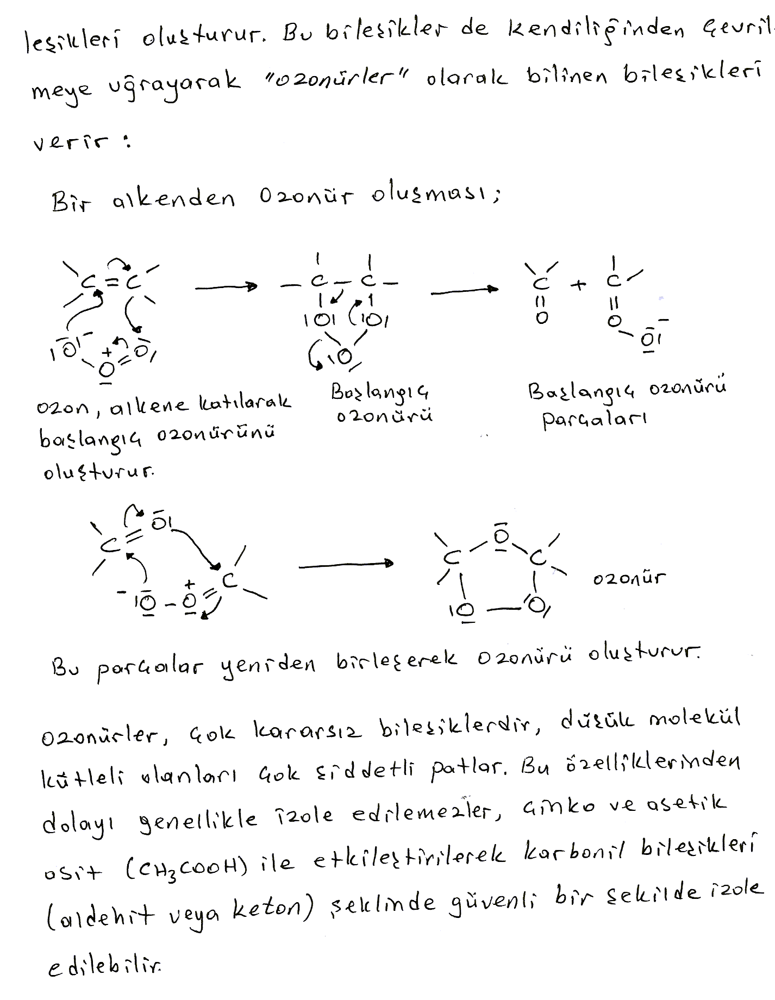 leşikleri oluşturur. Bu bileşikler de kendiliğinden çevril-
meye uğrayarak "ozonürler" olarak bilinen bileşikleri
verir :
Bir alkenden ozonür oluşması;
C = C
C - C
C + C
|O| |O|
O O
|O|⁻ O⁺ = O|
|O|
O|⁻
ozon, alkene katılarak
başlangıç ozonürünü
oluşturur.
Başlangıç
ozonürü
Başlangıç ozonürü
parçaları
C = O|
⁻|O - O⁺ = C
C O C
|O - O|
ozonür
Bu parçalar yeniden birleşerek ozonürü oluşturur.
Ozonürler, çok kararsız bileşiklerdir, düşük molekül
kütleli olanları çok şiddetli patlar. Bu özelliklerinden
dolayı genellikle izole edilemezler, çinko ve asetik
asit (CH₃COOH) ile etkileştirilerek karbonil bileşikleri
(aldehit veya keton) şeklinde güvenli bir şekilde izole
edilebilir.